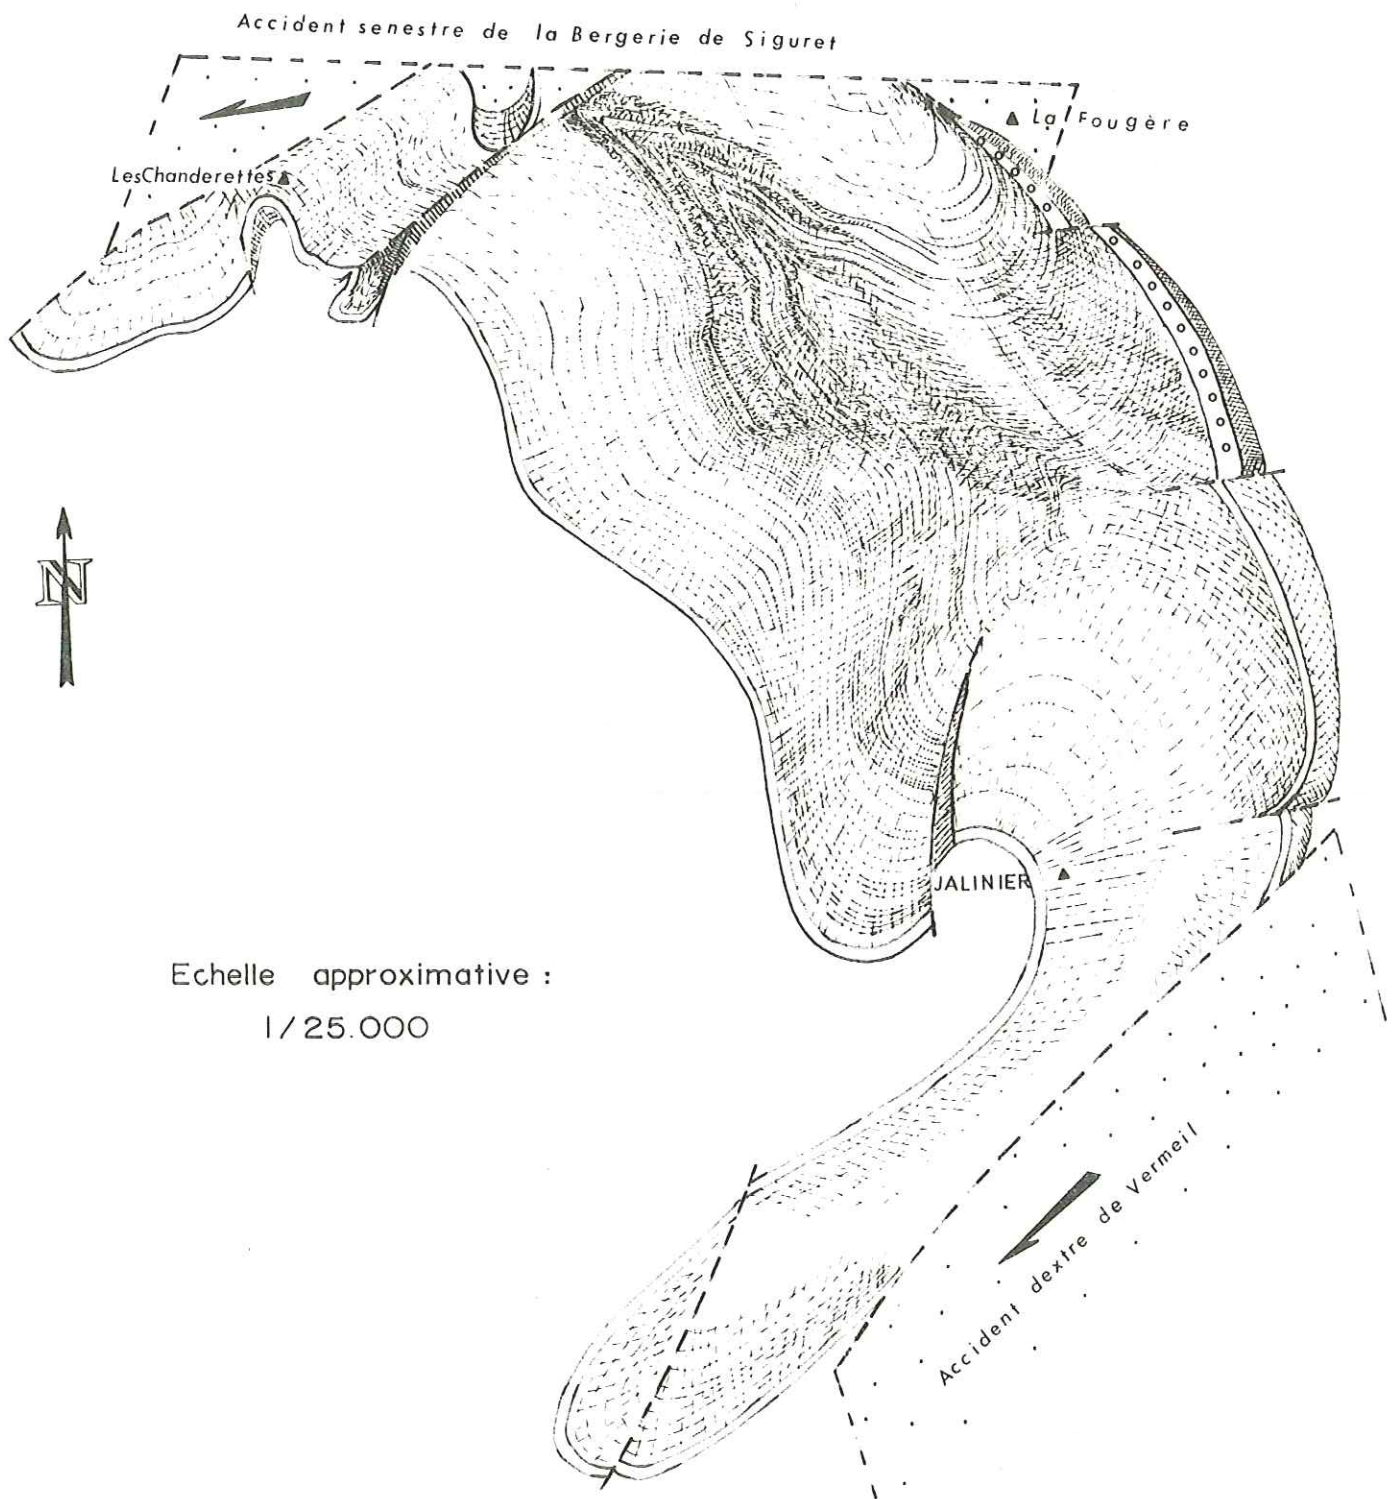 Accident senestre de la Bergerie de Siguret
La Fougère
LesChanderettes
N
JALINIER
Echelle approximative :
1/25.000
Accident dextre de Vermeil